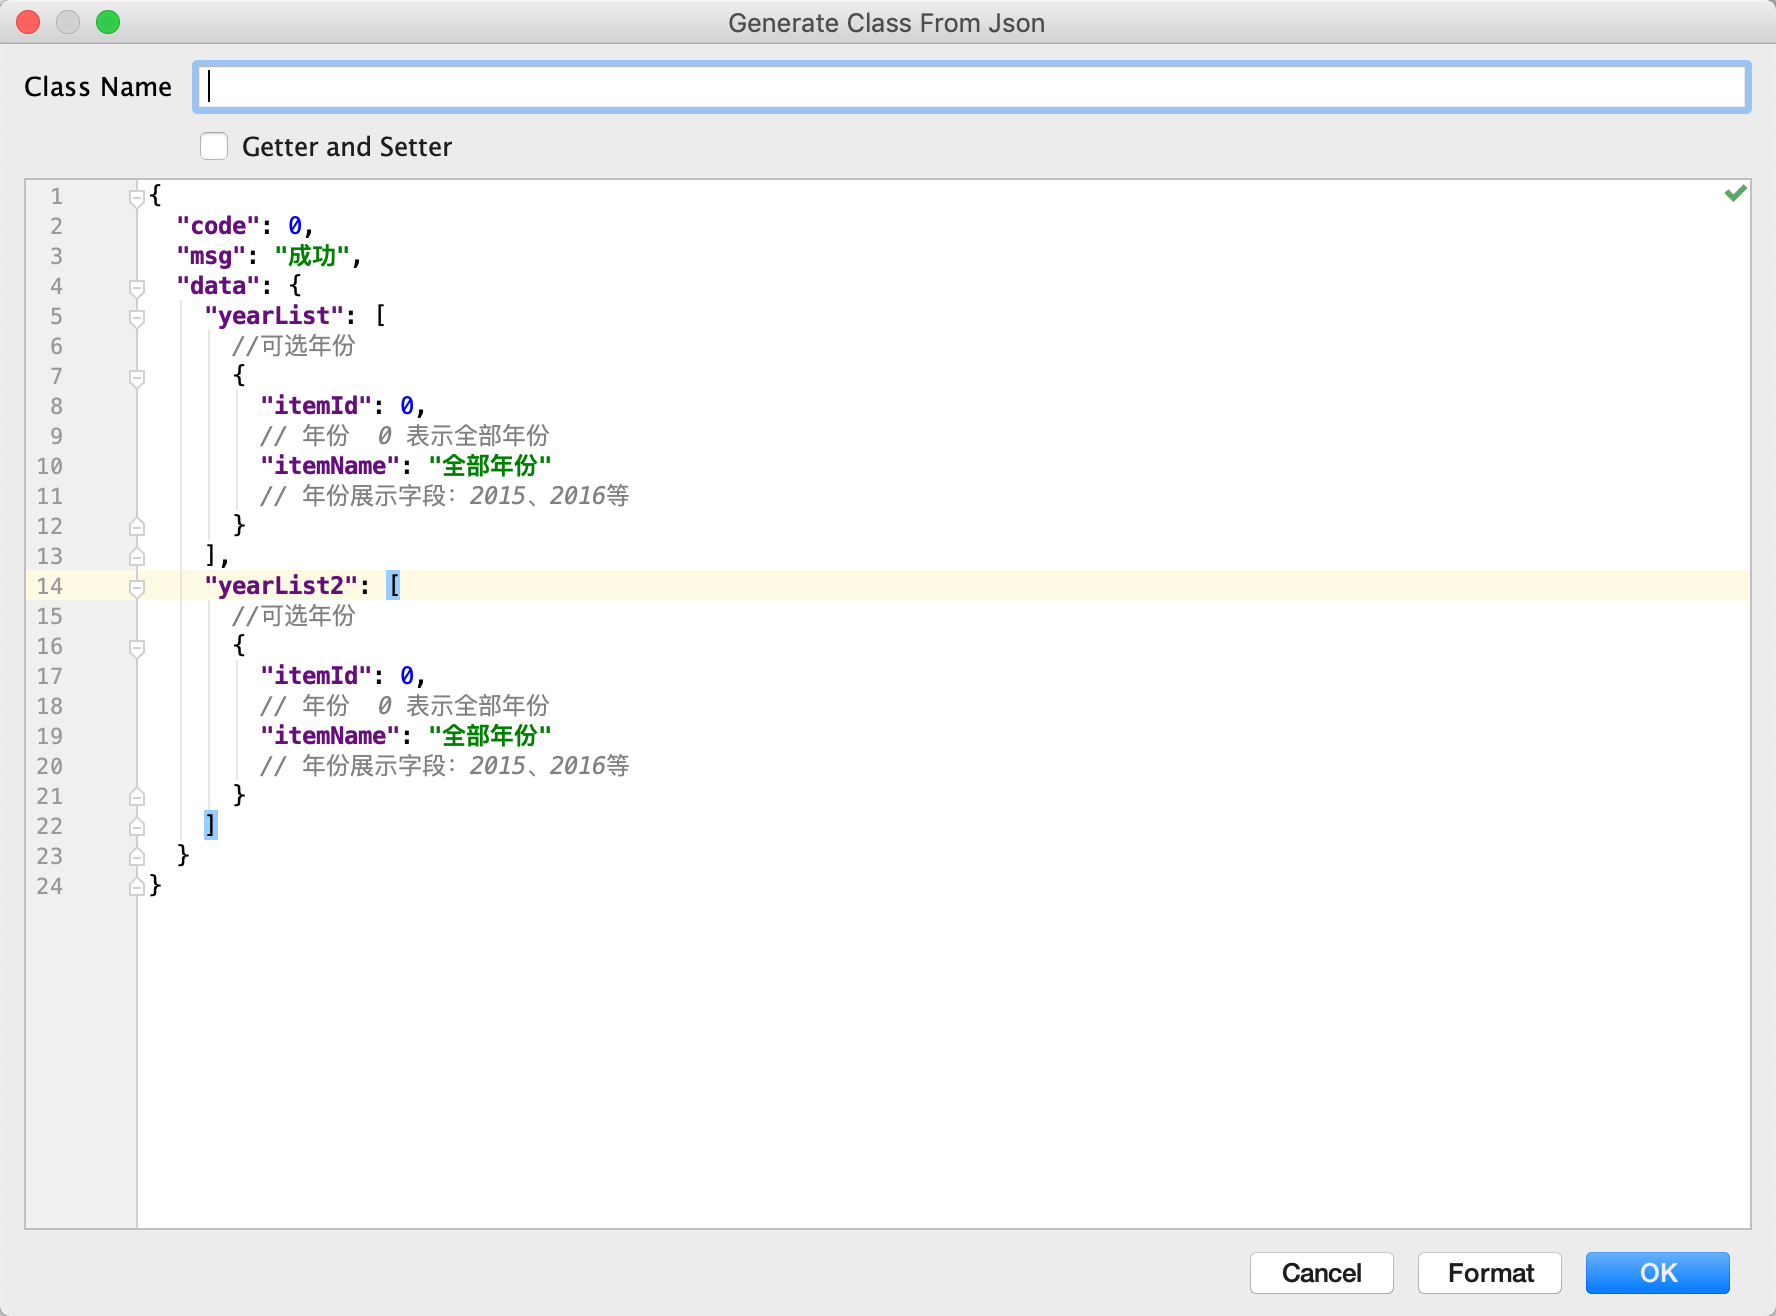 Generate Class From Json
Class Name
Getter and Setter
1 {
2 "code": 0,
3 "msg": "成功",
4 "data": {
5 "yearList": [
6 //可选年份
7 {
8 "itemId": 0,
9 // 年份  0 表示全部年份
10 "itemName": "全部年份"
11 // 年份展示字段：2015、2016等
12 }
13 ],
14 "yearList2": [
15 //可选年份
16 {
17 "itemId": 0,
18 // 年份  0 表示全部年份
19 "itemName": "全部年份"
20 // 年份展示字段：2015、2016等
21 }
22 ]
23 }
24 }
Cancel Format OK